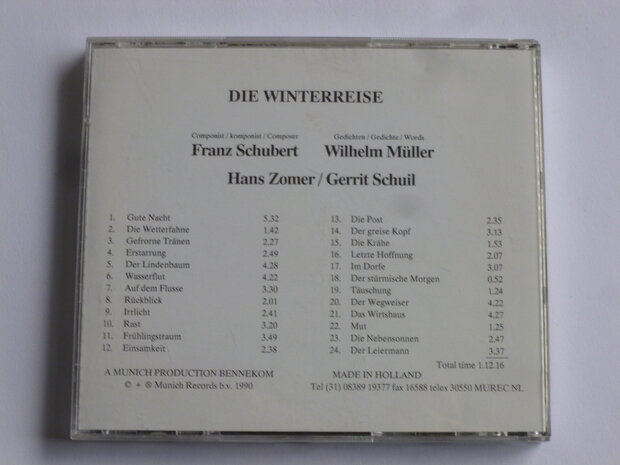 DIE WINTERREISE
Componist / komponist / Composer
Franz Schubert
Gedichten / Gedichte / Words
Wilhelm Müller
Hans Zomer / Gerrit Schuil
1. Gute Nacht 5.32
2. Die Wetterfahne 1.42
3. Gefrorne Tränen 2.27
4. Erstarrung 2.49
5. Der Lindenbaum 4.28
6. Wasserflut 4.22
7. Auf dem Flusse 3.30
8. Rückblick 2.01
9. Irrlicht 2.41
10. Rast 3.20
11. Frühlingstraum 3.49
12. Einsamkeit 2.38
13. Die Post 2.35
14. Der greise Kopf 3.13
15. Die Krähe 1.53
16. Letzte Hoffnung 2.07
17. Im Dorfe 3.07
18. Der stürmische Morgen 0.52
19. Täuschung 1.24
20. Der Wegweiser 4.22
21. Das Wirtshaus 4.27
22. Mut 1.25
23. Die Nebensonnen 2.47
24. Der Leiermann 3.37
Total time 1.12.16
A MUNICH PRODUCTION BENNEKOM
© + ℗ Munich Records b.v. 1990
MADE IN HOLLAND
Tel (31) 08389 19377 fax 16588 telex 30550 MUREC NL